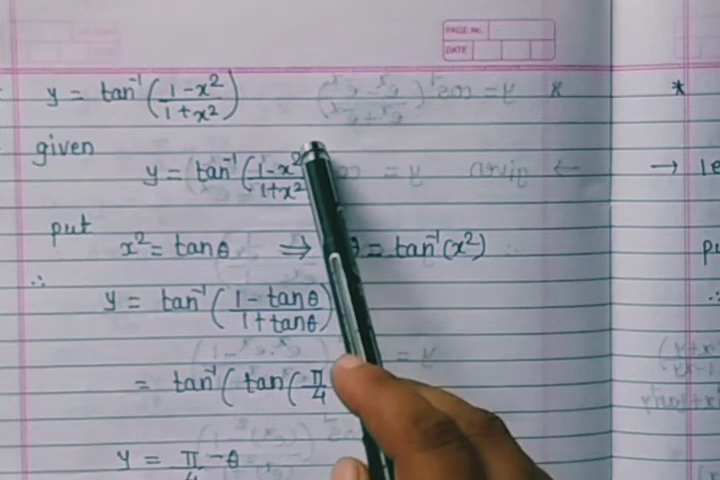 PAGE No.
DATE
y = tan⁻¹(1-x²/1+x²)
*
given
y = tan⁻¹(1-x²/1+x²
→
put
x² = tanθ ⇒ θ = tan⁻¹(x²)
∴
y = tan⁻¹(1-tanθ/1+tanθ)
= tan⁻¹(tan(π/4
y = π/4 - θ